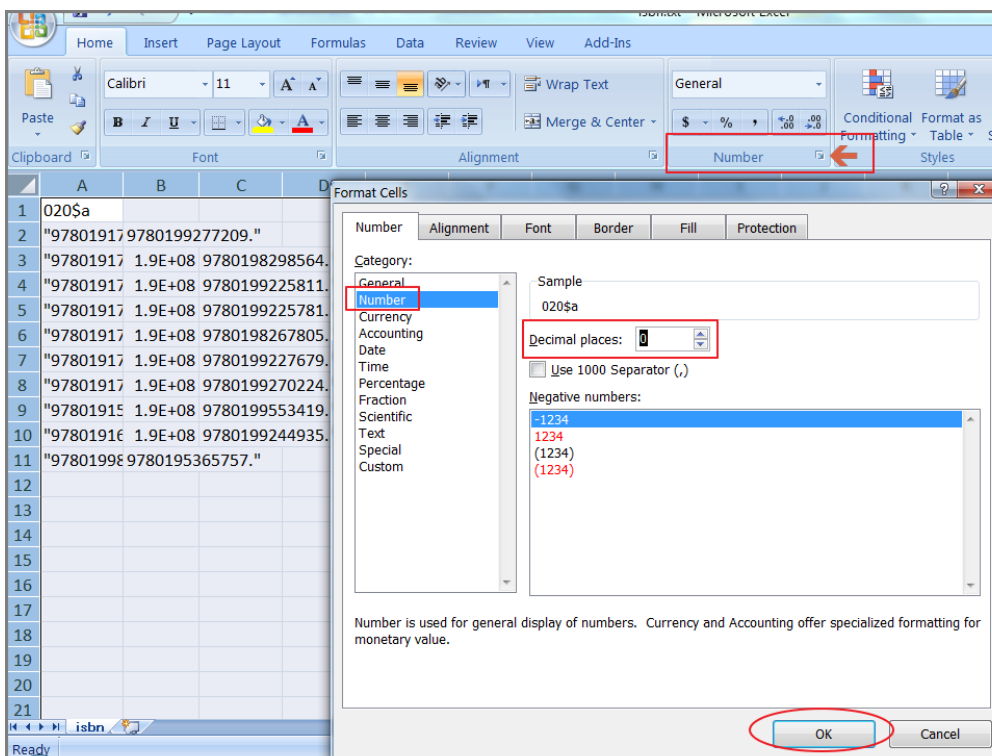 isbn.txt - Microsoft Excel
Home Insert Page Layout Formulas Data Review View Add-Ins
Calibri 11 A A Wrap Text General
Paste B I U A Merge & Center $ % , .00 .00 Conditional Formatting Format as Table
Clipboard Font Alignment Number Styles
A B C D
1 020$a
2 "97801917 9780199277209."
3 "97801917 1.9E+08 9780198298564.
4 "97801917 1.9E+08 9780199225811.
5 "97801917 1.9E+08 9780199225781.
6 "97801917 1.9E+08 9780198267805.
7 "97801917 1.9E+08 9780199227679.
8 "97801917 1.9E+08 9780199270224.
9 "97801915 1.9E+08 9780199553419.
10 "97801916 1.9E+08 9780199244935.
11 "97801998 9780195365757."
12
13
14
15
16
17
18
19
20
21
isbn
Ready
Format Cells
Number Alignment Font Border Fill Protection
Category:
General
Number
Currency
Accounting
Date
Time
Percentage
Fraction
Scientific
Text
Special
Custom
Sample
020$a
Decimal places: 0
Use 1000 Separator (,)
Negative numbers:
-1234
1234
(1234)
(1234)
Number is used for general display of numbers. Currency and Accounting offer specialized formatting for
monetary value.
OK Cancel